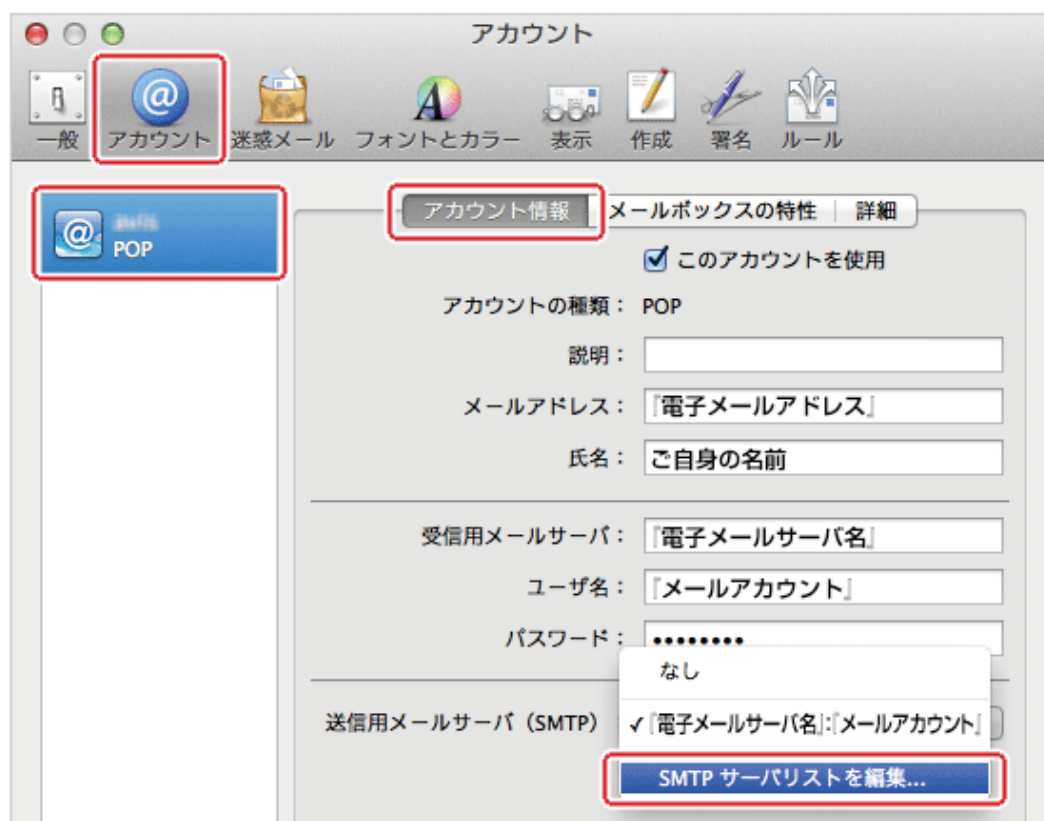 アカウント
一般 アカウント 迷惑メール フォントとカラー 表示 作成 署名 ルール
POP
アカウント情報 メールボックスの特性 詳細
このアカウントを使用
アカウントの種類： POP
説明：
メールアドレス： 『電子メールアドレス』
氏名： ご自身の名前
受信用メールサーバ： 『電子メールサーバ名』
ユーザ名： 『メールアカウント』
パスワード： ••••••••
なし
送信用メールサーバ（SMTP） ✓『電子メールサーバ名』:『メールアカウント』
SMTP サーバリストを編集...